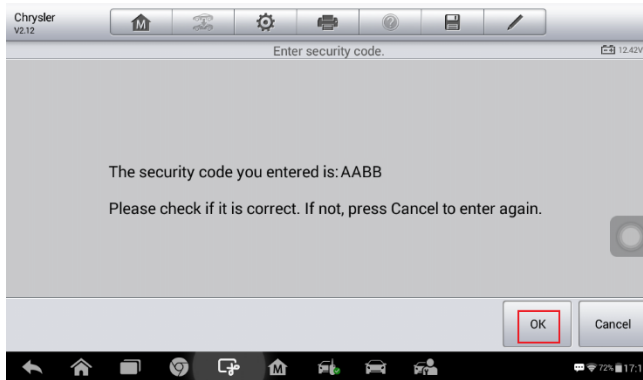 Chrysler
V2.12
M
Enter security code.
12.42V
The security code you entered is: AABB
Please check if it is correct. If not, press Cancel to enter again.
OK
Cancel
M
72%